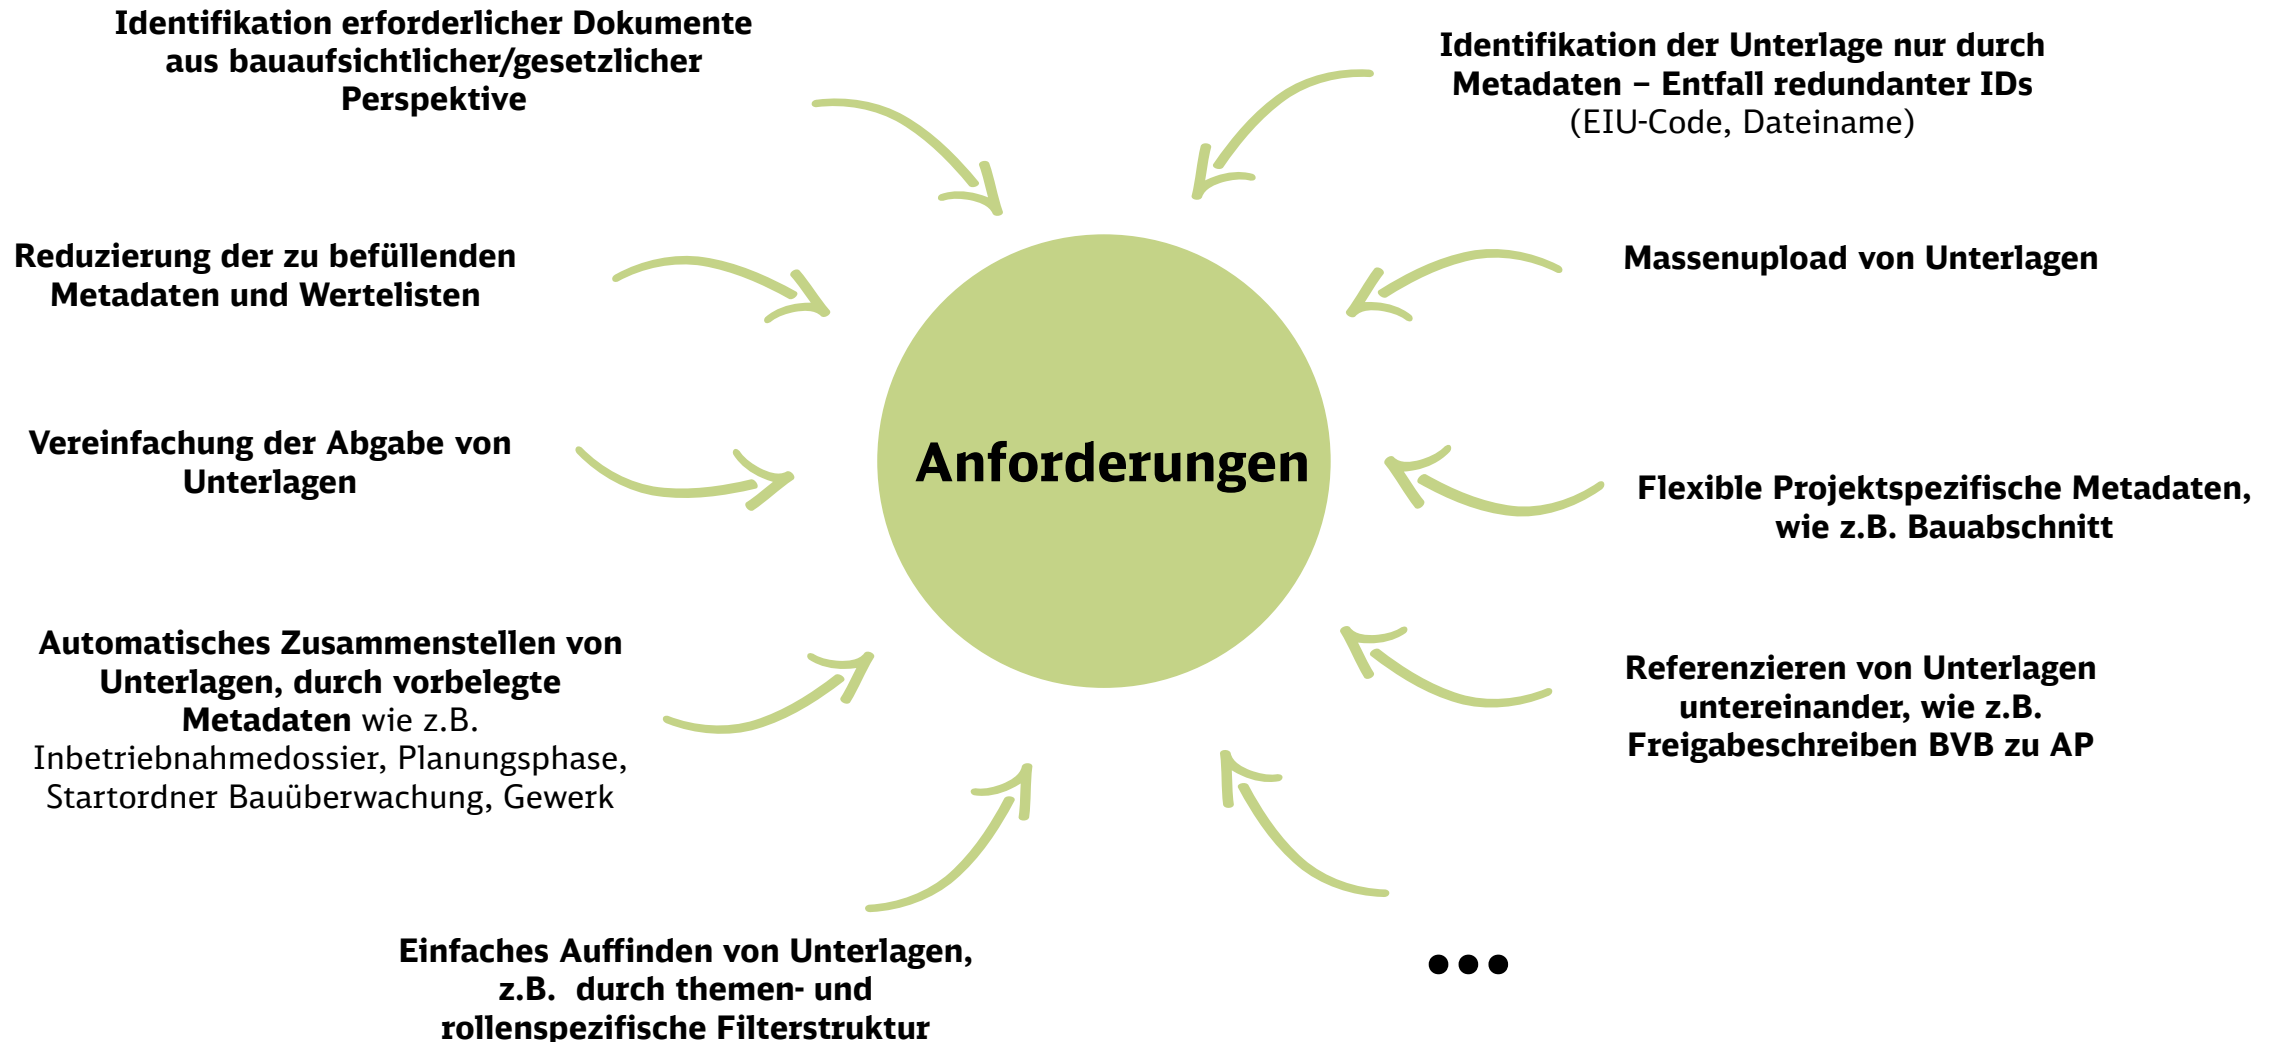 Identifikation erforderlicher Dokumente
aus bauaufsichtlicher/gesetzlicher
Perspektive
Identifikation der Unterlage nur durch
Metadaten – Entfall redundanter IDs
(EIU-Code, Dateiname)
Reduzierung der zu befüllenden
Metadaten und Wertelisten
Massenupload von Unterlagen
Vereinfachung der Abgabe von
Unterlagen
Anforderungen
Flexible Projektspezifische Metadaten,
wie z.B. Bauabschnitt
Automatisches Zusammenstellen von
Unterlagen, durch vorbelegte
Metadaten wie z.B.
Inbetriebnahmedossier, Planungsphase,
Startordner Bauüberwachung, Gewerk
Referenzieren von Unterlagen
untereinander, wie z.B.
Freigabeschreiben BVB zu AP
Einfaches Auffinden von Unterlagen,
z.B.  durch themen- und
rollenspezifische Filterstruktur
...